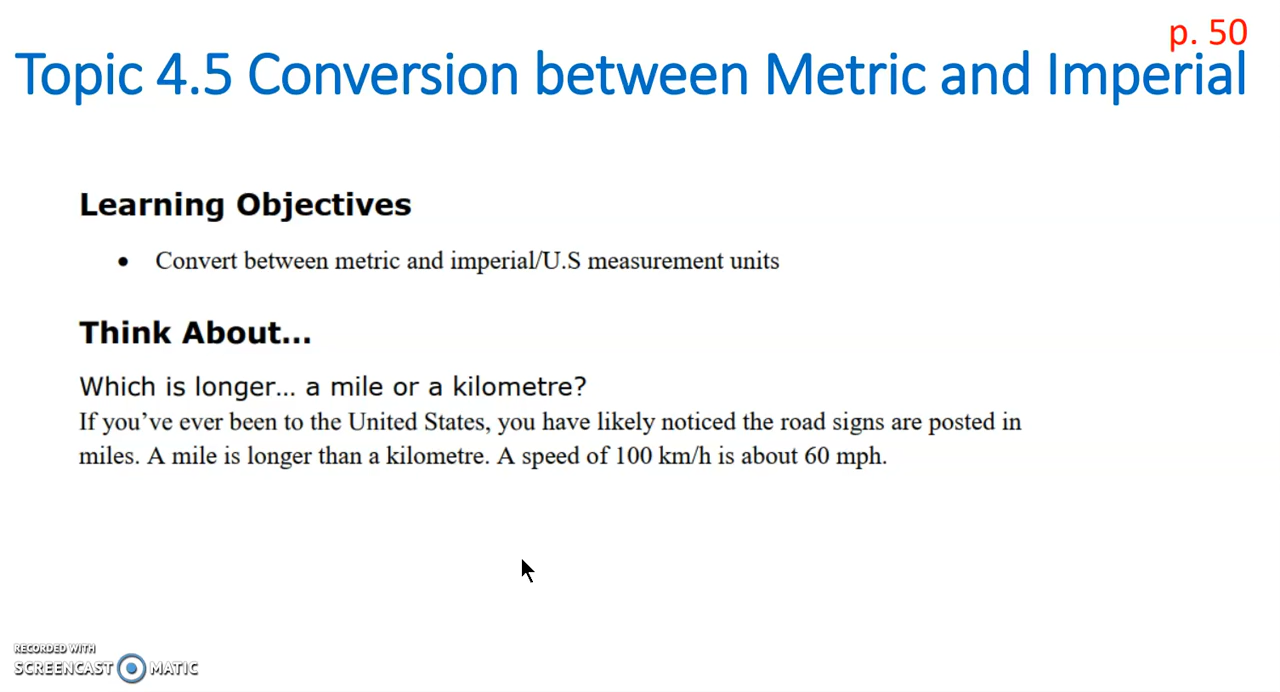 p. 50
Topic 4.5 Conversion between Metric and Imperial
Learning Objectives
• Convert between metric and imperial/U.S measurement units
Think About...
Which is longer... a mile or a kilometre?
If you’ve ever been to the United States, you have likely noticed the road signs are posted in
miles. A mile is longer than a kilometre. A speed of 100 km/h is about 60 mph.
RECORDED WITH
SCREENCAST MATIC